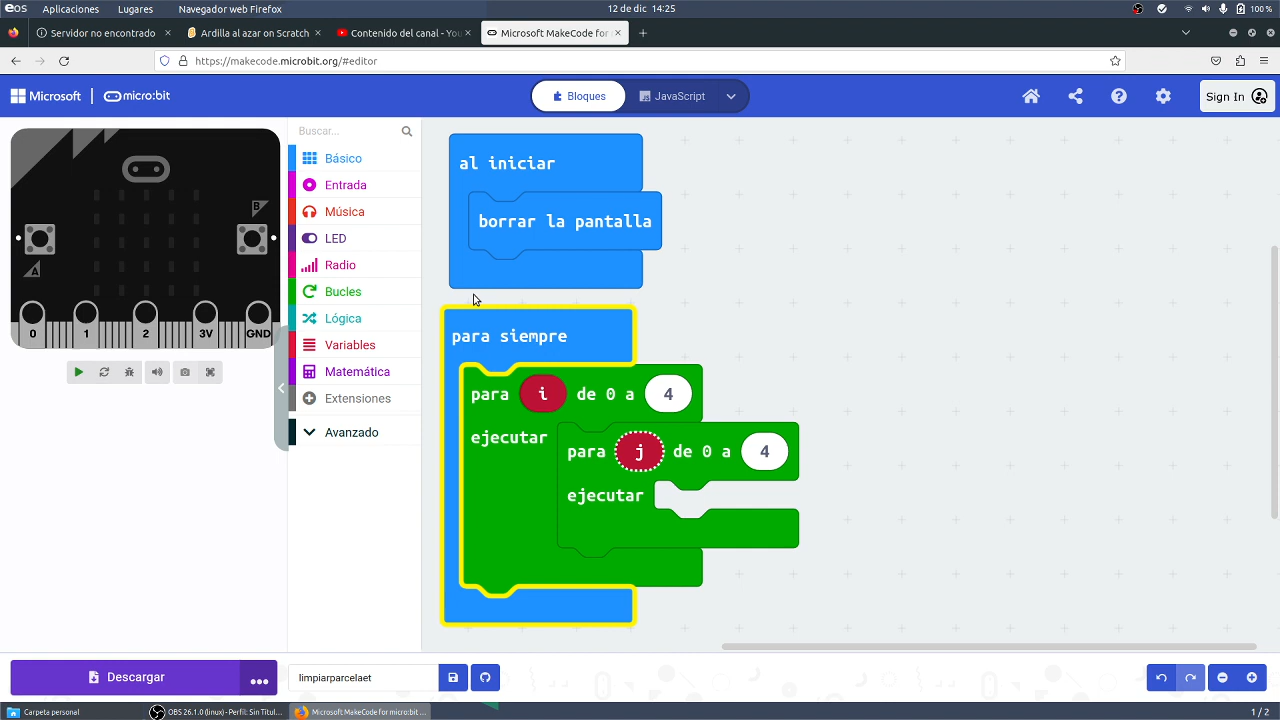 eos Aplicaciones Lugares Navegador web Firefox 12 de dic 14:25 100 %
Servidor no encontrado × Ardilla al azar on Scratch × Contenido del canal - You × Microsoft MakeCode for × +
https://makecode.microbit.org/#editor
Microsoft micro:bit Bloques JavaScript Sign In
Buscar...
Básico
Entrada
Música
LED
Radio
Bucles
Lógica
Variables
Matemática
Extensiones
Avanzado
B
A
0 1 2 3V GND
al iniciar
borrar la pantalla
para siempre
para i de 0 a 4
ejecutar
para j de 0 a 4
ejecutar
Descargar ••• limpiarparcelaet
Carpeta personal OBS 26.1.0 (linux) - Perfil: Sin Titul... Microsoft MakeCode for micro:bit ... 1 / 2